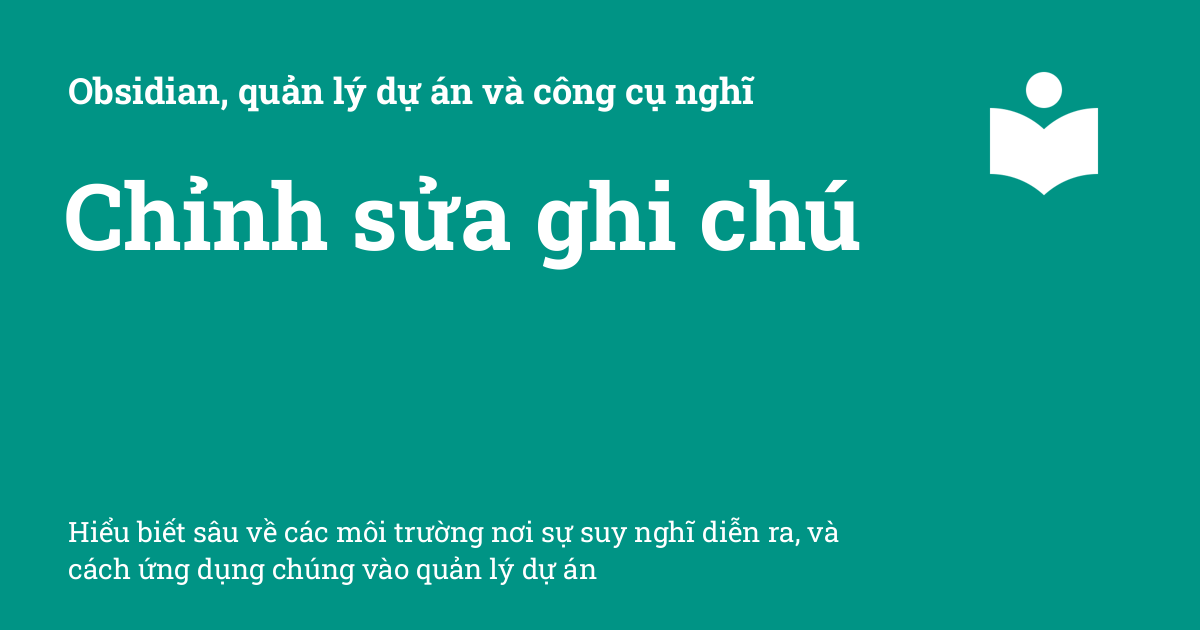 Obsidian, quản lý dự án và công cụ nghĩ
Chỉnh sửa ghi chú
Hiểu biết sâu về các môi trường nơi sự suy nghĩ diễn ra, và
cách ứng dụng chúng vào quản lý dự án